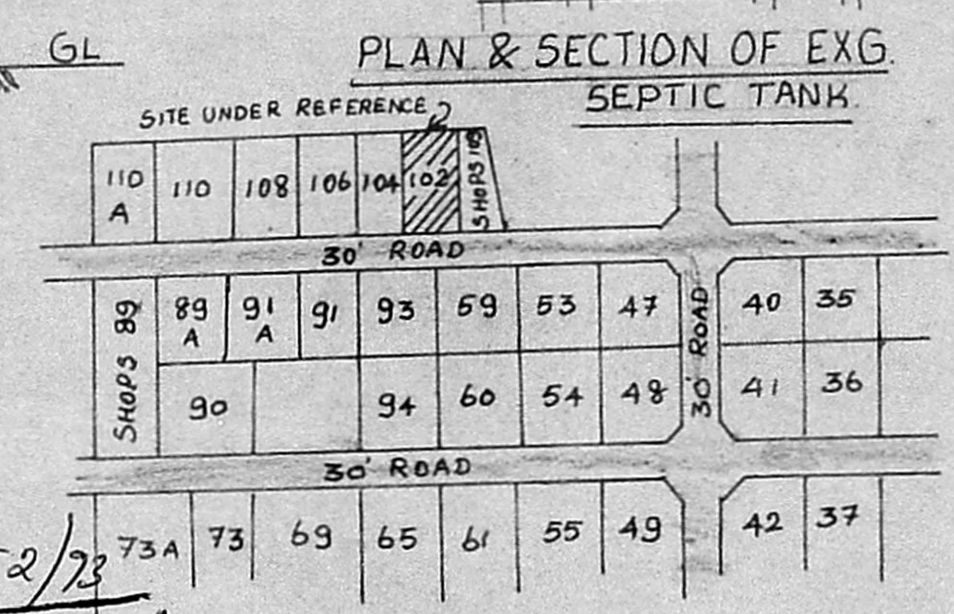 GL
PLAN & SECTION OF EXG.
SEPTIC TANK.
SITE UNDER REFERENCE
110 A
110
108
106
104
102
SHOPS 103
30' ROAD
SHOPS 89
89 A
91 A
91
93
59
53
47
30' ROAD
40
35
90
94
60
54
48
41
36
30' ROAD
73A
73
69
65
61
55
49
42
37
2/93